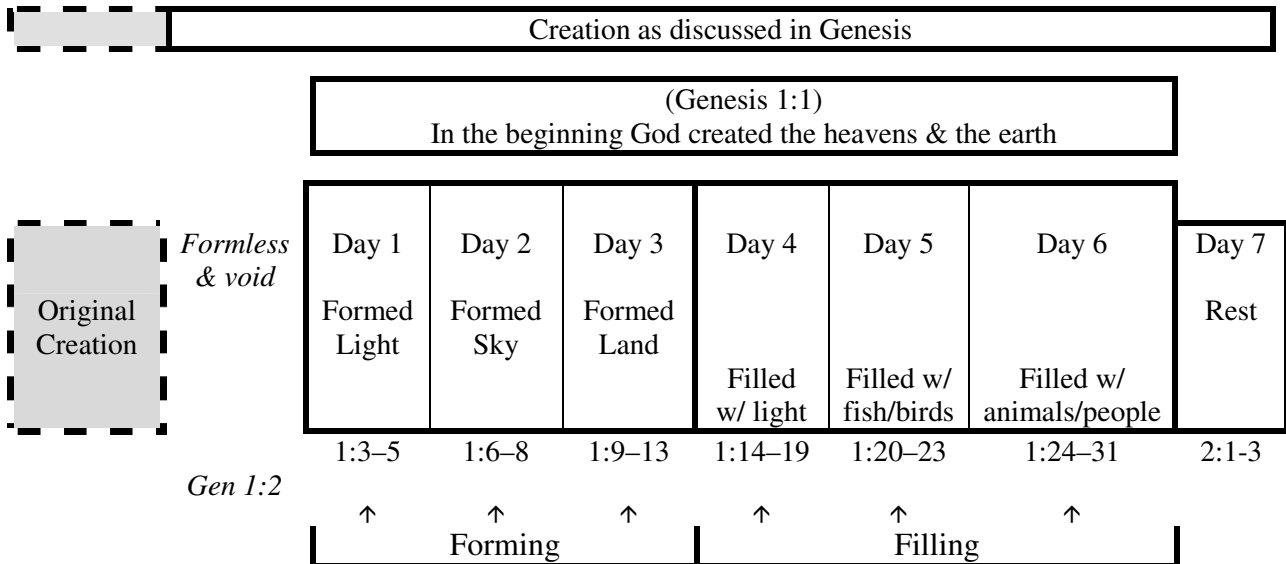 Creation as discussed in Genesis
(Genesis 1:1)
In the beginning God created the heavens & the earth
Original
Creation
Formless
& void
Day 1
Formed
Light
Day 2
Formed
Sky
Day 3
Formed
Land
Day 4
Filled
w/ light
Day 5
Filled w/
fish/birds
Day 6
Filled w/
animals/people
Day 7
Rest
Gen 1:2
1:3–5
1:6–8
1:9–13
1:14–19
1:20–23
1:24–31
2:1-3
↑ ↑ ↑ ↑ ↑ ↑
Forming
Filling